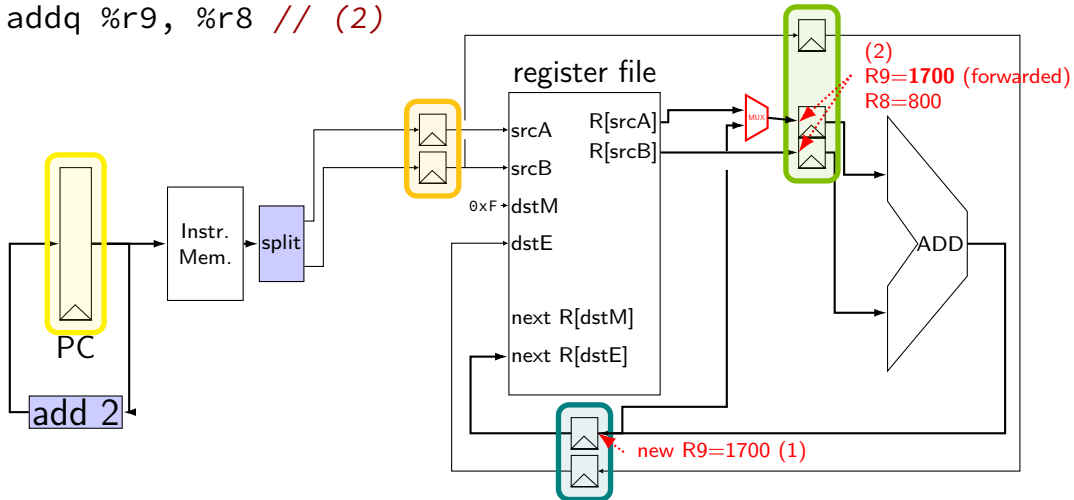 addq %r9, %r8 // (2)
(2)
R9=1700 (forwarded)
R8=800
register file
srcA
srcB
0xF
dstM
dstE
R[srcA]
R[srcB]
MUX
next R[dstM]
next R[dstE]
Instr.
Mem.
split
ADD
PC
add 2
new R9=1700 (1)